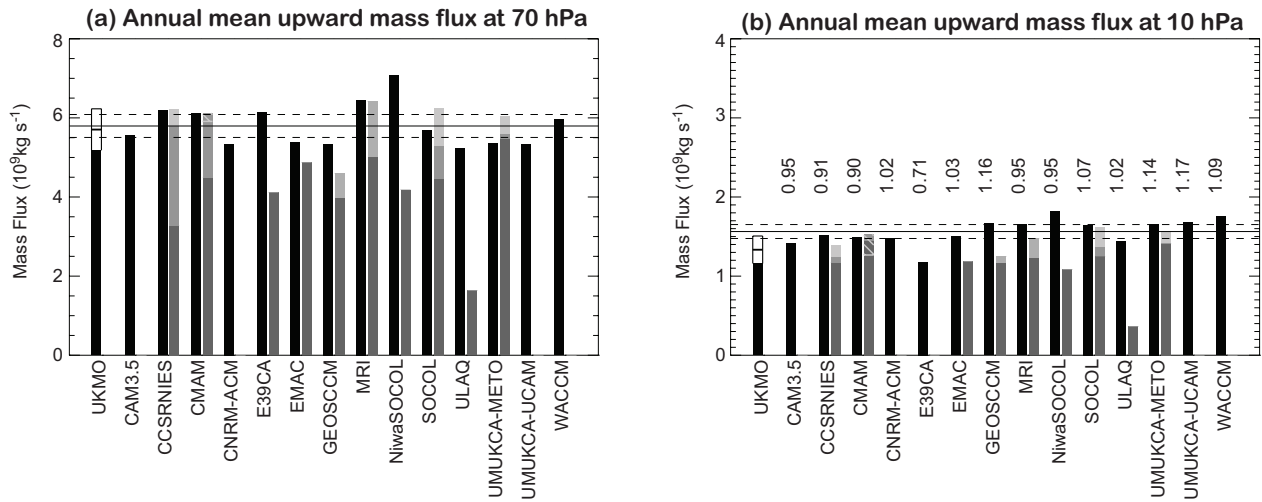 (a) Annual mean upward mass flux at 70 hPa
8
6
4
2
0
Mass Flux (10⁹kg s⁻¹)
UKMO
CAM3.5
CCSRNIES
CMAM
CNRM-ACM
E39CA
EMAC
GEOSCCM
MRI
NiwaSOCOL
SOCOL
ULAQ
UMUKCA-METO
UMUKCA-UCAM
WACCM
(b) Annual mean upward mass flux at 10 hPa
4
3
2
1
0
Mass Flux (10⁹kg s⁻¹)
0.95
0.91
0.90
1.02
0.71
1.03
1.16
0.95
0.95
1.07
1.02
1.14
1.17
1.09
UKMO
CAM3.5
CCSRNIES
CMAM
CNRM-ACM
E39CA
EMAC
GEOSCCM
MRI
NiwaSOCOL
SOCOL
ULAQ
UMUKCA-METO
UMUKCA-UCAM
WACCM